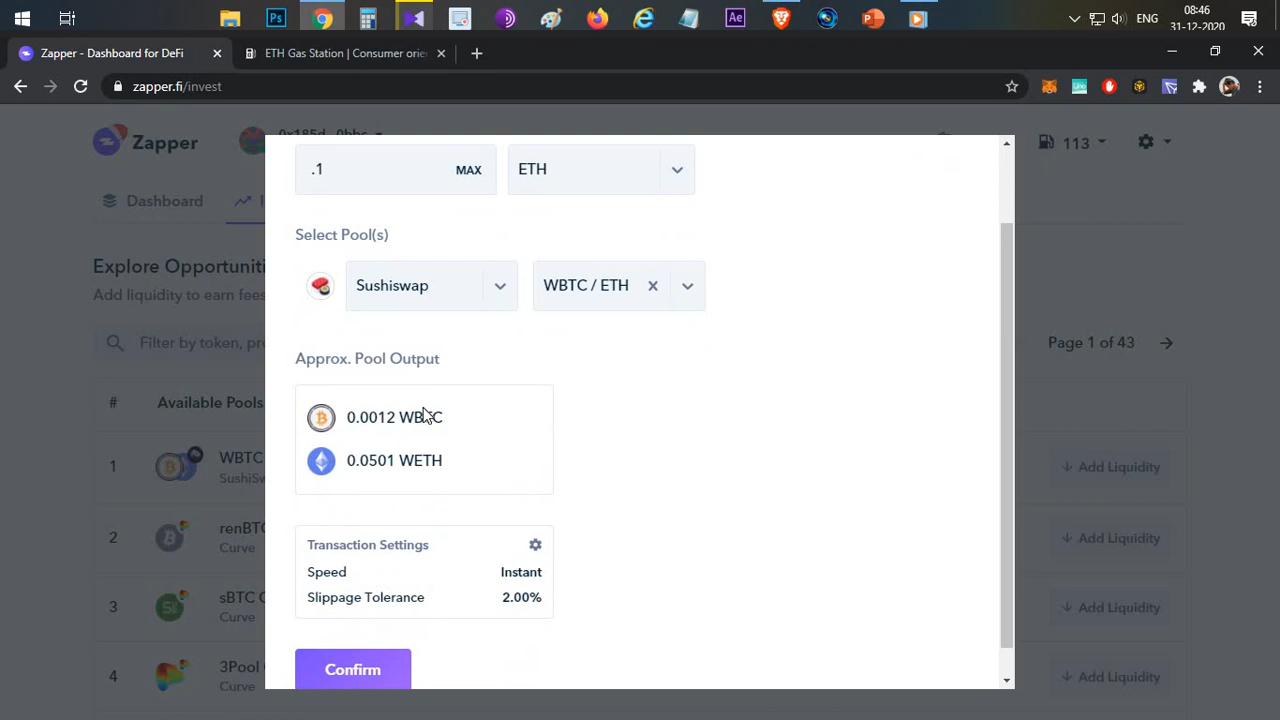 08:46
ENG
31-12-2020
Zapper - Dashboard for DeFi
ETH Gas Station | Consumer orie
zapper.fi/invest
Zapper
113
Dashboard
Explore Opportuniti
Add liquidity to earn fees
Filter by token, pro
Page 1 of 43
# Available Pools
1 WBTC
SushiSw
Add Liquidity
2 renBTC
Curve
Add Liquidity
3 sBTC C
Curve
Add Liquidity
4 3Pool
Curve
Add Liquidity
.1 MAX ETH
Select Pool(s)
Sushiswap WBTC / ETH
Approx. Pool Output
0.0012 WBTC
0.0501 WETH
Transaction Settings
Speed Instant
Slippage Tolerance 2.00%
Confirm